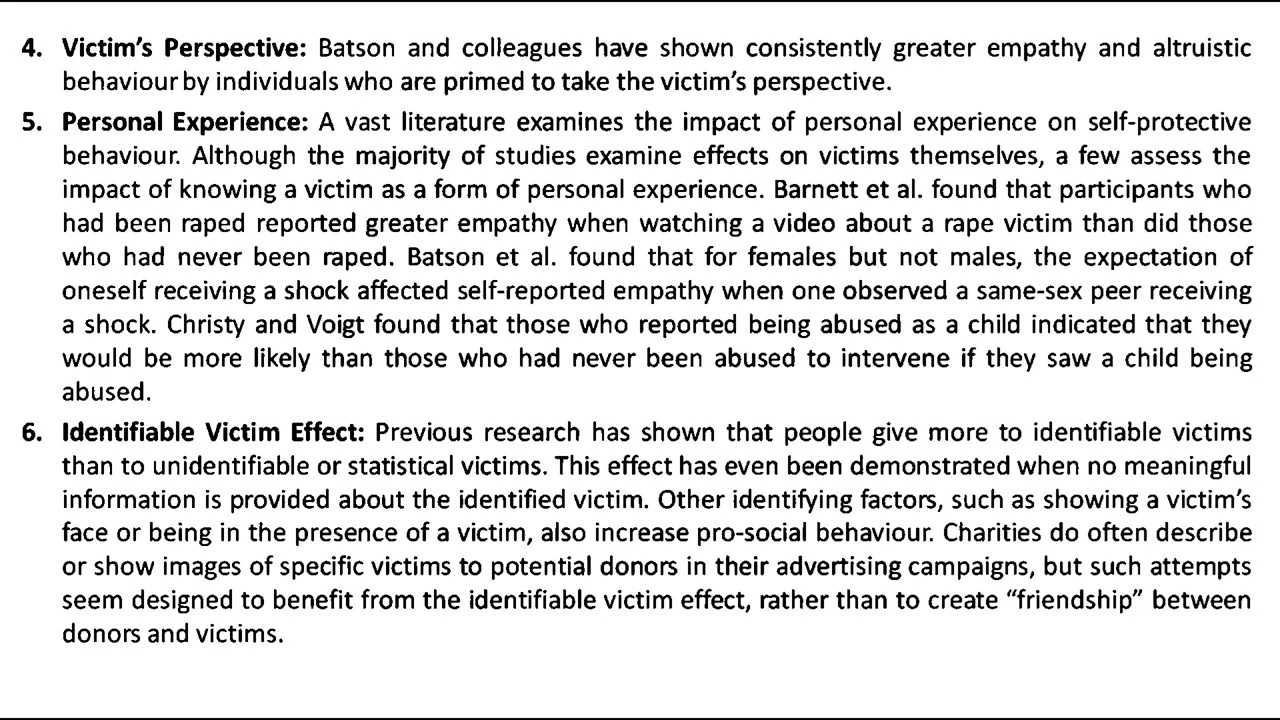 4. Victim's Perspective: Batson and colleagues have shown consistently greater empathy and altruistic
behaviour by individuals who are primed to take the victim's perspective.
5. Personal Experience: A vast literature examines the impact of personal experience on self-protective
behaviour. Although the majority of studies examine effects on victims themselves, a few assess the
impact of knowing a victim as a form of personal experience. Barnett et al. found that participants who
had been raped reported greater empathy when watching a video about a rape victim than did those
who had never been raped. Batson et al. found that for females but not males, the expectation of
oneself receiving a shock affected self-reported empathy when one observed a same-sex peer receiving
a shock. Christy and Voigt found that those who reported being abused as a child indicated that they
would be more likely than those who had never been abused to intervene if they saw a child being
abused.
6. Identifiable Victim Effect: Previous research has shown that people give more to identifiable victims
than to unidentifiable or statistical victims. This effect has even been demonstrated when no meaningful
information is provided about the identified victim. Other identifying factors, such as showing a victim's
face or being in the presence of a victim, also increase pro-social behaviour. Charities do often describe
or show images of specific victims to potential donors in their advertising campaigns, but such attempts
seem designed to benefit from the identifiable victim effect, rather than to create “friendship” between
donors and victims.